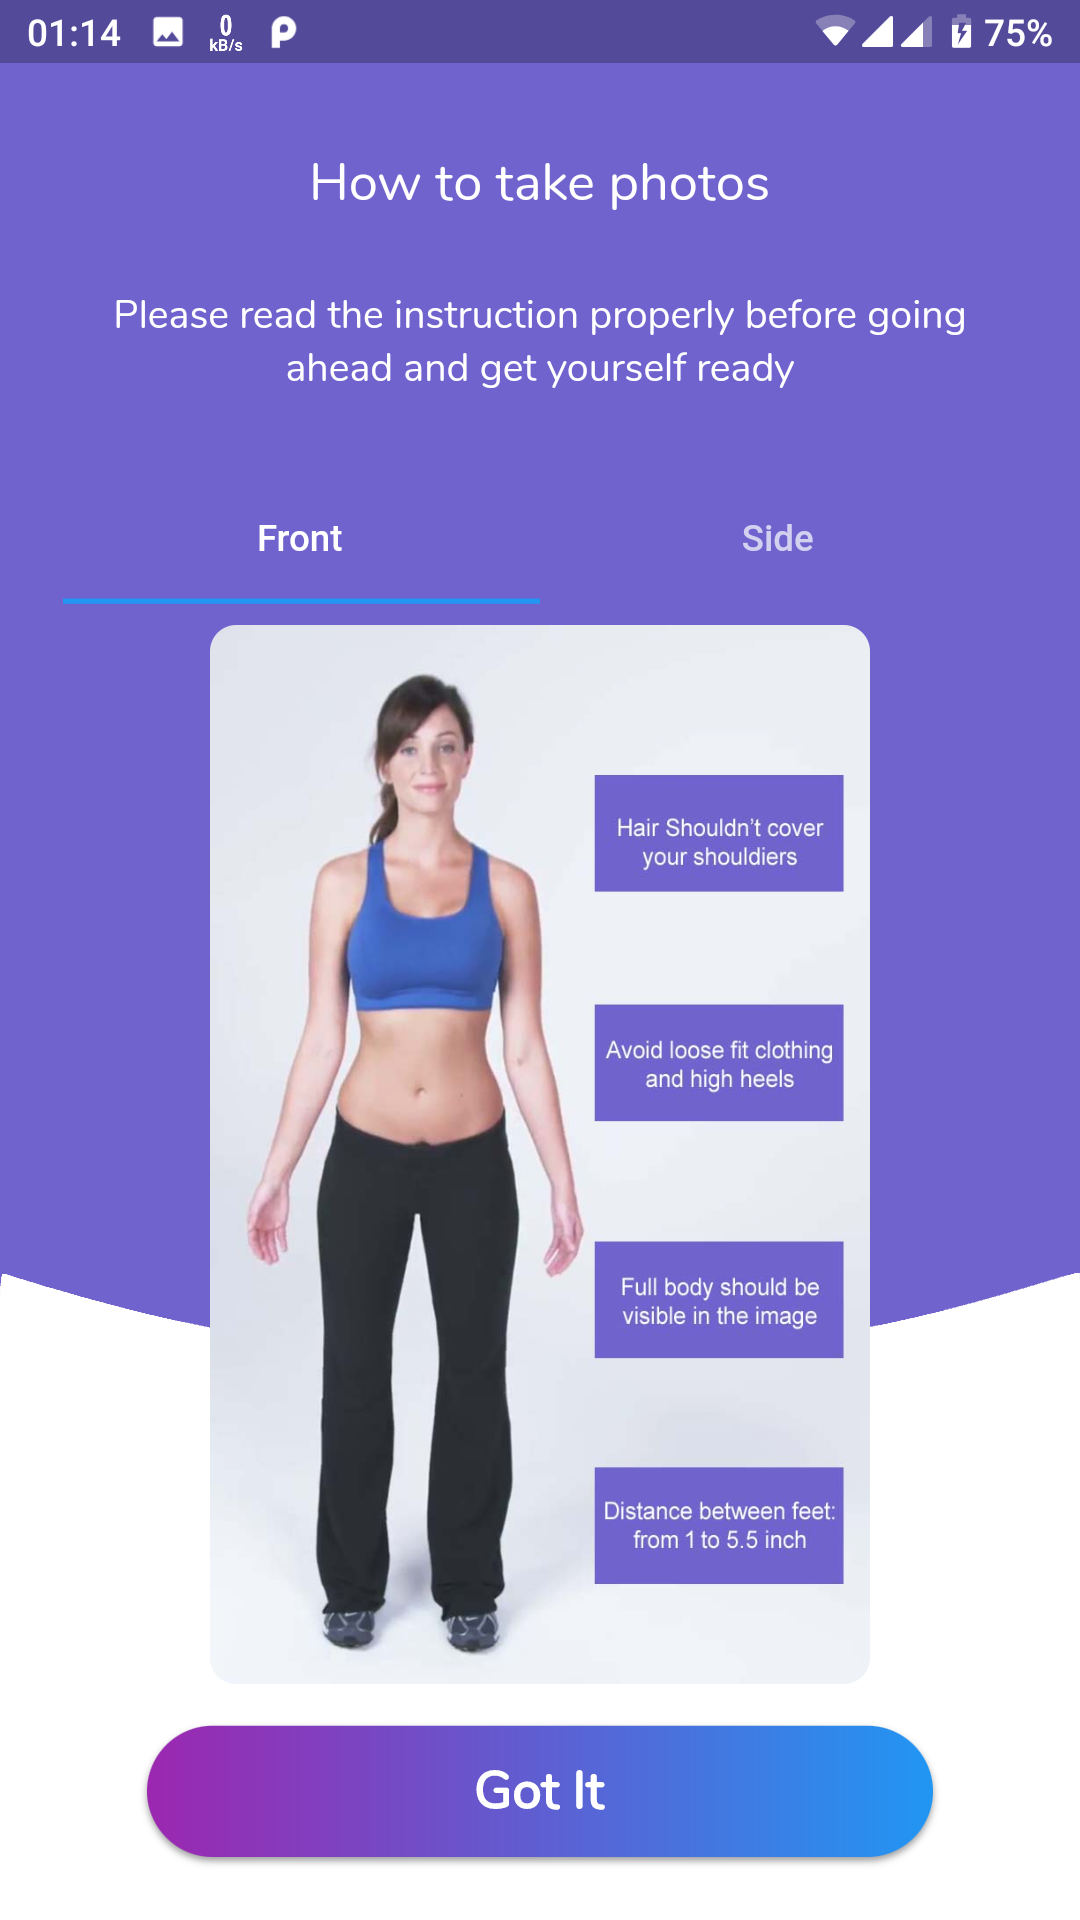 01:14 0 kB/s 75%
How to take photos
Please read the instruction properly before going
ahead and get yourself ready
Front Side
Hair Shouldn't cover
your shouldiers
Avoid loose fit clothing
and high heels
Full body should be
visible in the image
Distance between feet:
from 1 to 5.5 inch
Got It